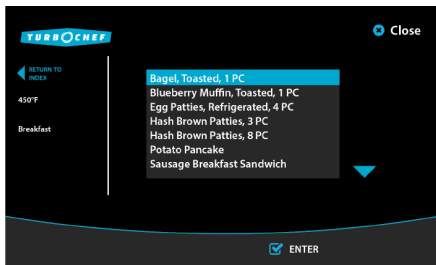 TURBOCHEF
Close
RETURN TO
INDEX
450°F
Breakfast
Bagel, Toasted, 1 PC
Blueberry Muffin, Toasted, 1 PC
Egg Patties, Refrigerated, 4 PC
Hash Brown Patties, 3 PC
Hash Brown Patties, 8 PC
Potato Pancake
Sausage Breakfast Sandwich
ENTER